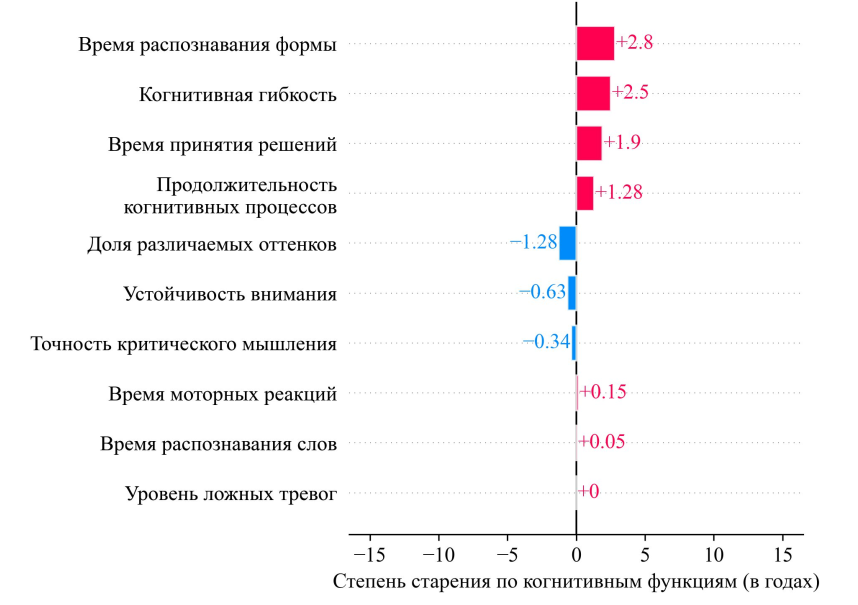 Время распознавания формы +2.8
Когнитивная гибкость +2.5
Время принятия решений +1.9
Продолжительность
когнитивных процессов +1.28
Доля различаемых оттенков −1.28
Устойчивость внимания −0.63
Точность критического мышления −0.34
Время моторных реакций +0.15
Время распознавания слов +0.05
Уровень ложных тревог +0
−15 −10 −5 0 5 10 15
Степень старения по когнитивным функциям (в годах)